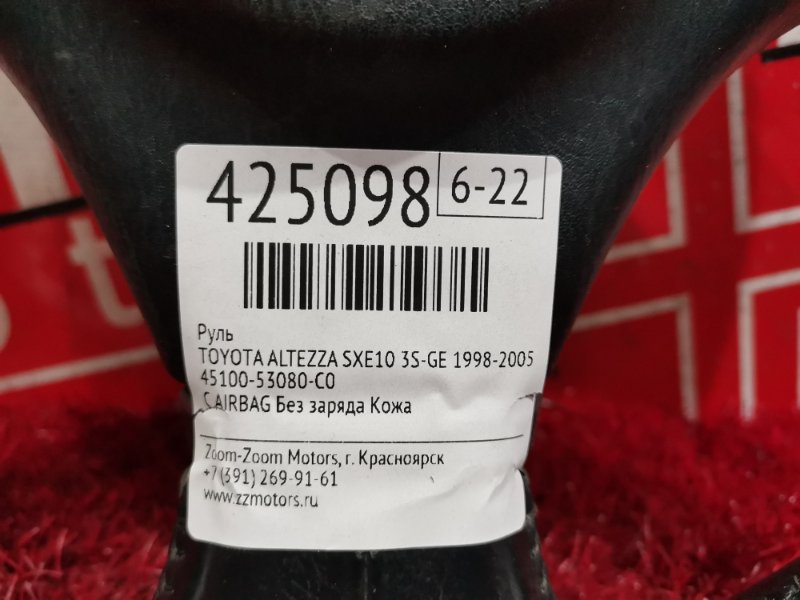 425098
6-22
Руль
TOYOTA ALTEZZA SXE10 3S-GE 1998-2005
45100-53080-C0
C AIRBAG Без заряда Кожа
Zoom-Zoom Motors, г. Красноярск
+7 (391) 269-91-61
www.zzmotors.ru